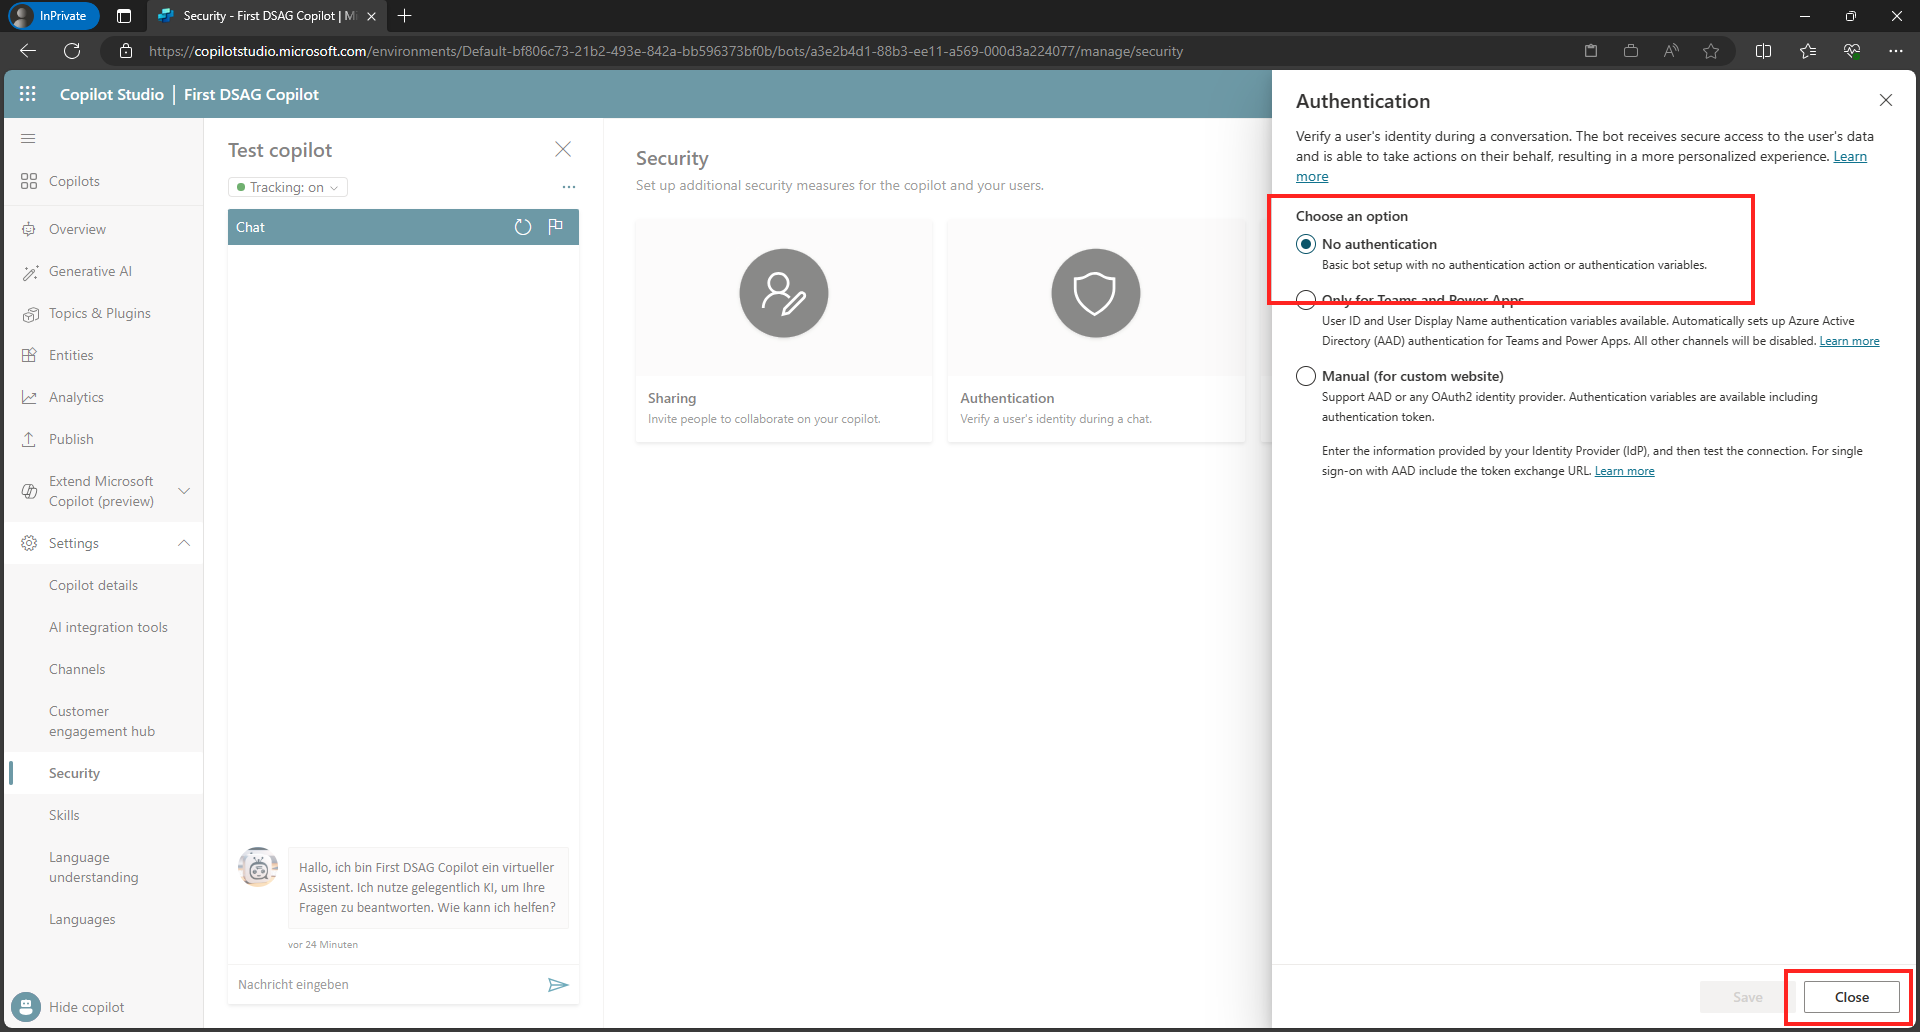 InPrivate
Security - First DSAG Copilot | Mi
https://copilotstudio.microsoft.com/environments/Default-bf806c73-21b2-493e-842a-bb596373bf0b/bots/a3e2b4d1-88b3-ee11-a569-000d3a224077/manage/security
Copilot Studio | First DSAG Copilot
Copilots
Overview
Generative AI
Topics & Plugins
Entities
Analytics
Publish
Extend Microsoft
Copilot (preview)
Settings
Copilot details
AI integration tools
Channels
Customer
engagement hub
Security
Skills
Language
understanding
Languages
Hide copilot
Test copilot
Tracking: on
Chat
Hallo, ich bin First DSAG Copilot ein virtueller
Assistent. Ich nutze gelegentlich KI, um Ihre
Fragen zu beantworten. Wie kann ich helfen?
vor 24 Minuten
Nachricht eingeben
Security
Set up additional security measures for the copilot and your users.
Sharing
Invite people to collaborate on your copilot.
Authentication
Verify a user's identity during a chat.
Authentication
Verify a user's identity during a conversation. The bot receives secure access to the user's data
and is able to take actions on their behalf, resulting in a more personalized experience. Learn
more
Choose an option
No authentication
Basic bot setup with no authentication action or authentication variables.
Only for Teams and Power Apps
User ID and User Display Name authentication variables available. Automatically sets up Azure Active
Directory (AAD) authentication for Teams and Power Apps. All other channels will be disabled. Learn more
Manual (for custom website)
Support AAD or any OAuth2 identity provider. Authentication variables are available including
authentication token.
Enter the information provided by your Identity Provider (IdP), and then test the connection. For single
sign-on with AAD include the token exchange URL. Learn more
Save
Close